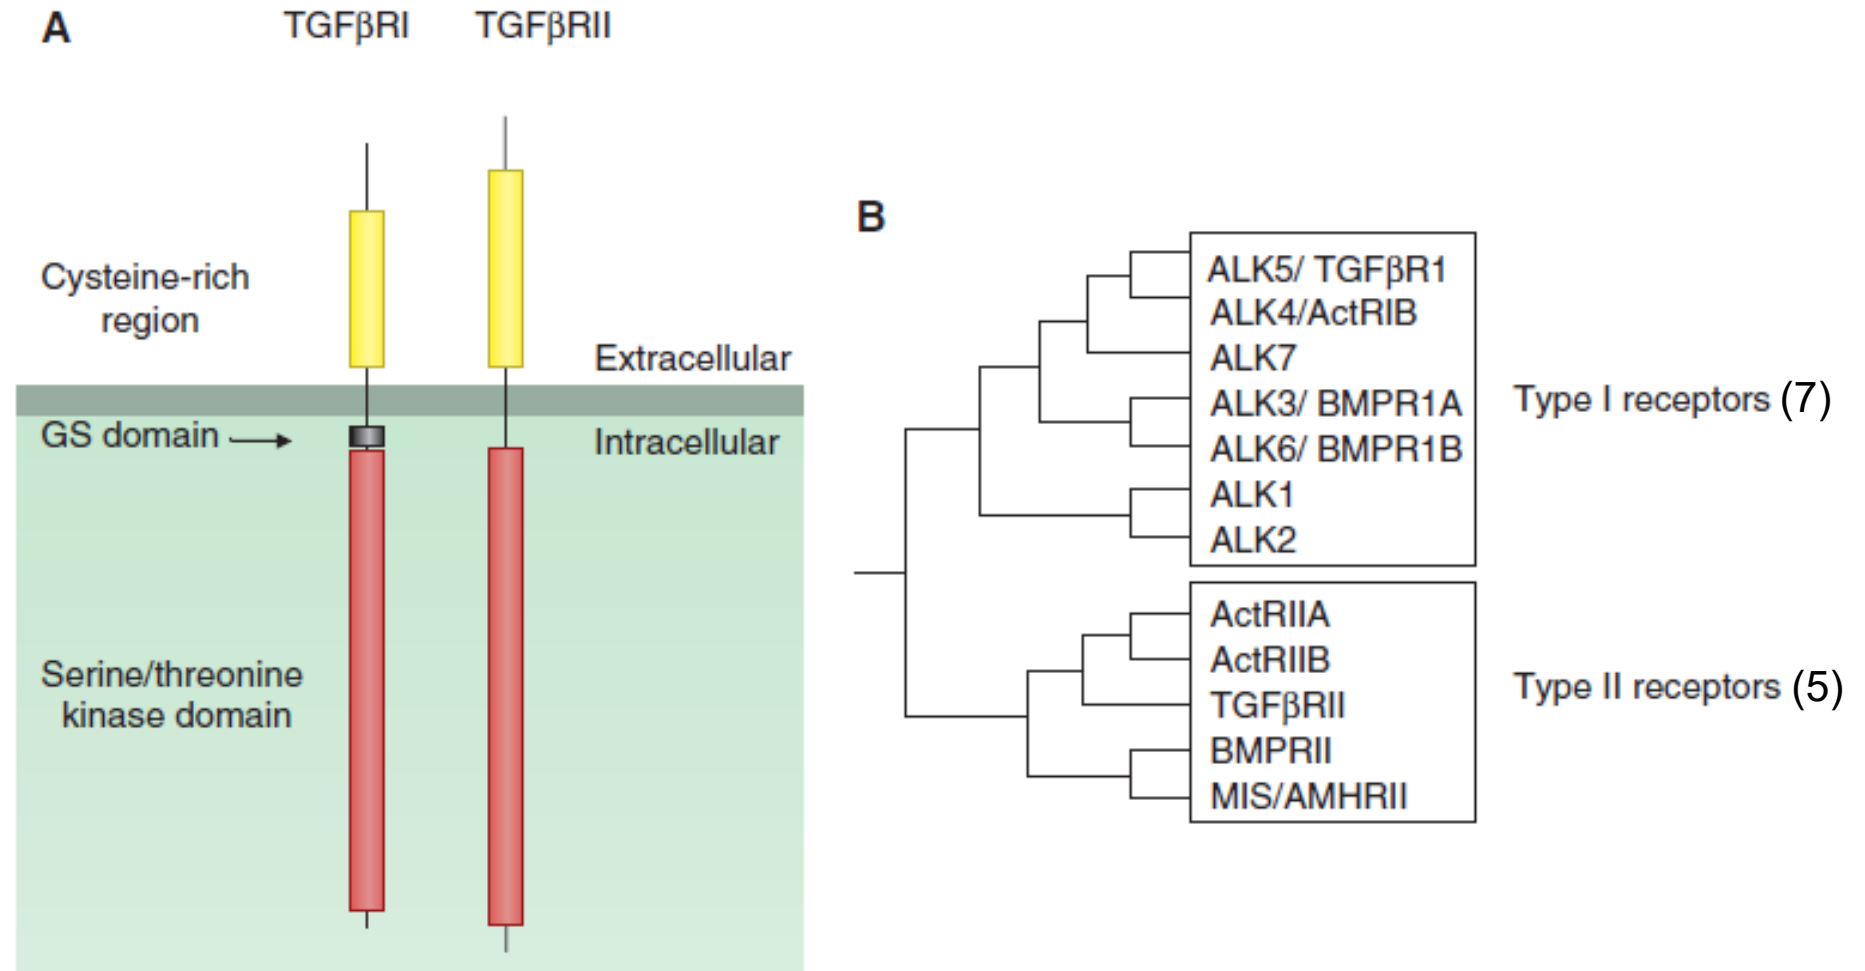 A
TGFβRI
TGFβRII
Cysteine-rich
region
Extracellular
GS domain
Intracellular
Serine/threonine
kinase domain
B
ALK5/ TGFβR1
ALK4/ActRIB
ALK7
ALK3/ BMPR1A
ALK6/ BMPR1B
ALK1
ALK2
Type I receptors (7)
ActRIIA
ActRIIB
TGFβRII
BMPRII
MIS/AMHRII
Type II receptors (5)